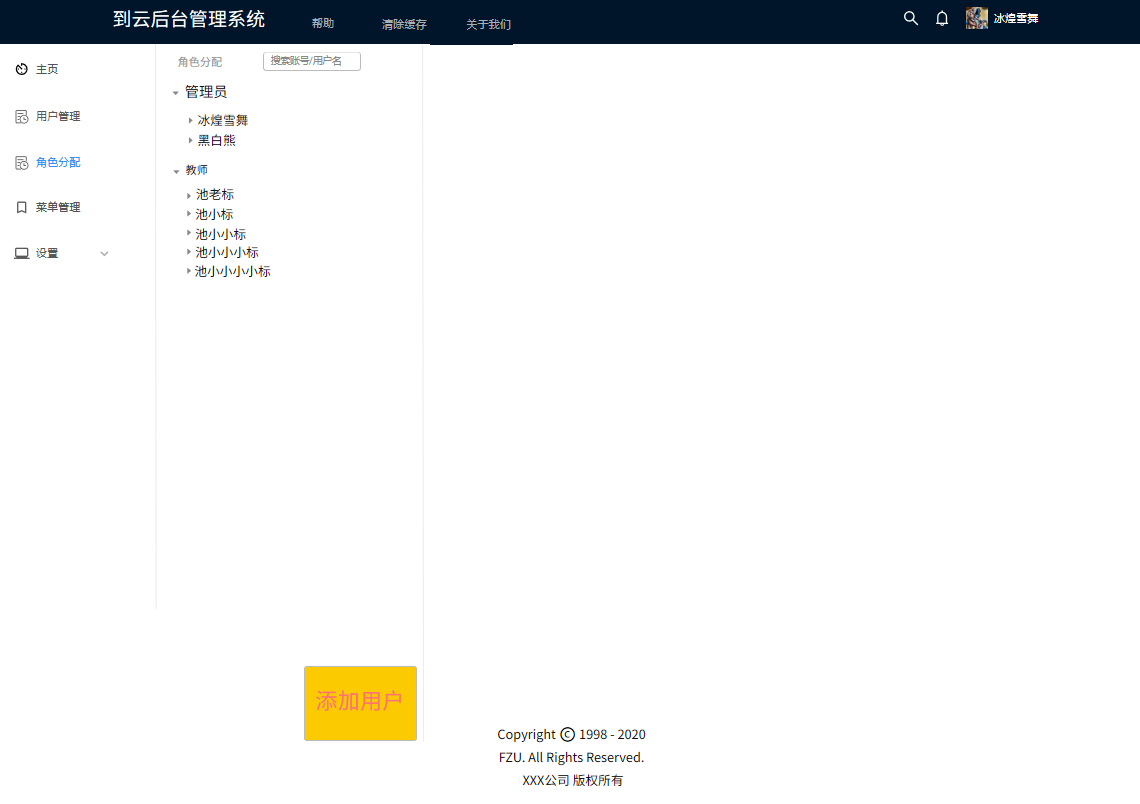 到云后台管理系统
帮助
清除缓存
关于我们
冰煌雪舞
主页
用户管理
角色分配
菜单管理
设置
角色分配
搜索账号/用户名
管理员
冰煌雪舞
黑白熊
教师
池老标
池小标
池小小标
池小小小标
池小小小小标
添加用户
Copyright © 1998 - 2020
FZU. All Rights Reserved.
XXX公司 版权所有